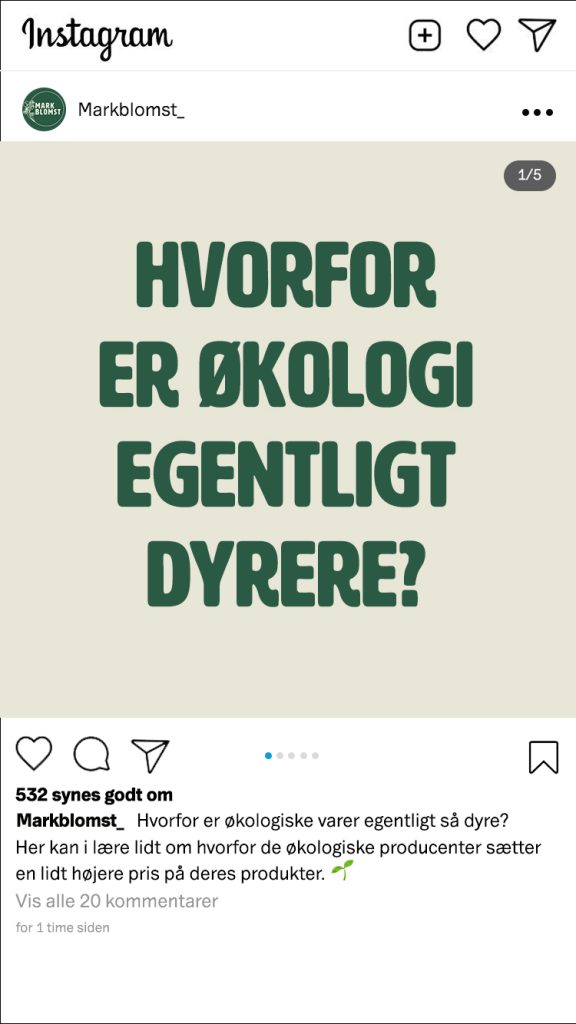 Instagram
MARK
BLOMST
Markblomst_
1/5
HVORFOR
ER ØKOLOGI
EGENTLIGT
DYRERE?
532 synes godt om
Markblomst_ Hvorfor er økologiske varer egentligt så dyre?
Her kan i lære lidt om hvorfor de økologiske producenter sætter
en lidt højere pris på deres produkter. 🌱
Vis alle 20 kommentarer
for 1 time siden